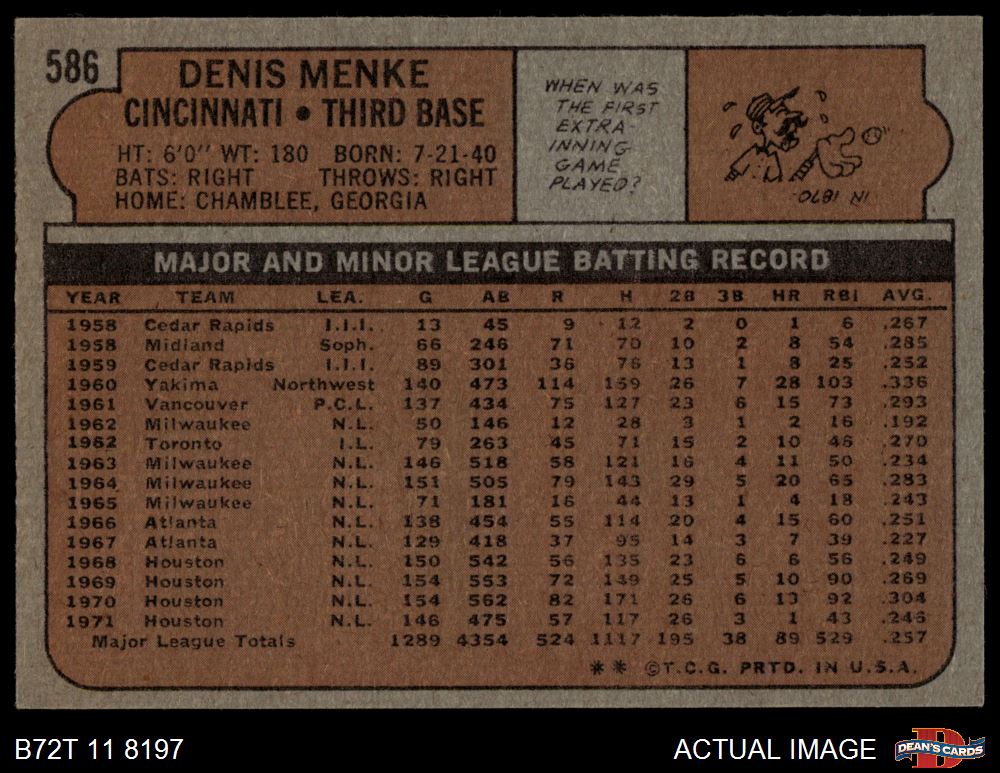 586
DENIS MENKE
CINCINNATI • THIRD BASE
HT: 6'0" WT: 180 BORN: 7-21-40
BATS: RIGHT THROWS: RIGHT
HOME: CHAMBLEE, GEORGIA
WHEN WAS
THE FIRST
EXTRA-
INNING
GAME
PLAYED?
IN 1870.
MAJOR AND MINOR LEAGUE BATTING RECORD
YEAR TEAM LEA. G AB R H 2B 3B HR RBI AVG.
1958 Cedar Rapids I.I.I. 13 45 9 12 2 0 1 6 .267
1958 Midland Soph. 66 246 71 70 10 2 8 54 .285
1959 Cedar Rapids I.I.I. 89 301 36 76 13 1 8 25 .252
1960 Yakima Northwest 140 473 114 159 26 7 28 103 .336
1961 Vancouver P.C.L. 137 434 75 127 23 6 15 73 .293
1962 Milwaukee N.L. 50 146 12 28 3 1 2 16 .192
1962 Toronto I.L. 79 263 45 71 15 2 10 46 .270
1963 Milwaukee N.L. 146 518 58 121 16 4 11 50 .234
1964 Milwaukee N.L. 151 505 79 143 29 5 20 65 .283
1965 Milwaukee N.L. 71 181 16 44 13 1 4 18 .243
1966 Atlanta N.L. 138 454 55 114 20 4 15 60 .251
1967 Atlanta N.L. 129 418 37 95 14 3 7 39 .227
1968 Houston N.L. 150 542 56 135 23 6 6 56 .249
1969 Houston N.L. 154 553 72 149 25 5 10 90 .269
1970 Houston N.L. 154 562 82 171 26 6 13 92 .304
1971 Houston N.L. 146 475 57 117 26 3 1 43 .246
Major League Totals 1289 4354 524 1117 195 38 89 529 .257
** ©T.C.G. PRTD. IN U.S.A.
B72T 11 8197
ACTUAL IMAGE
DEAN'S CARDS